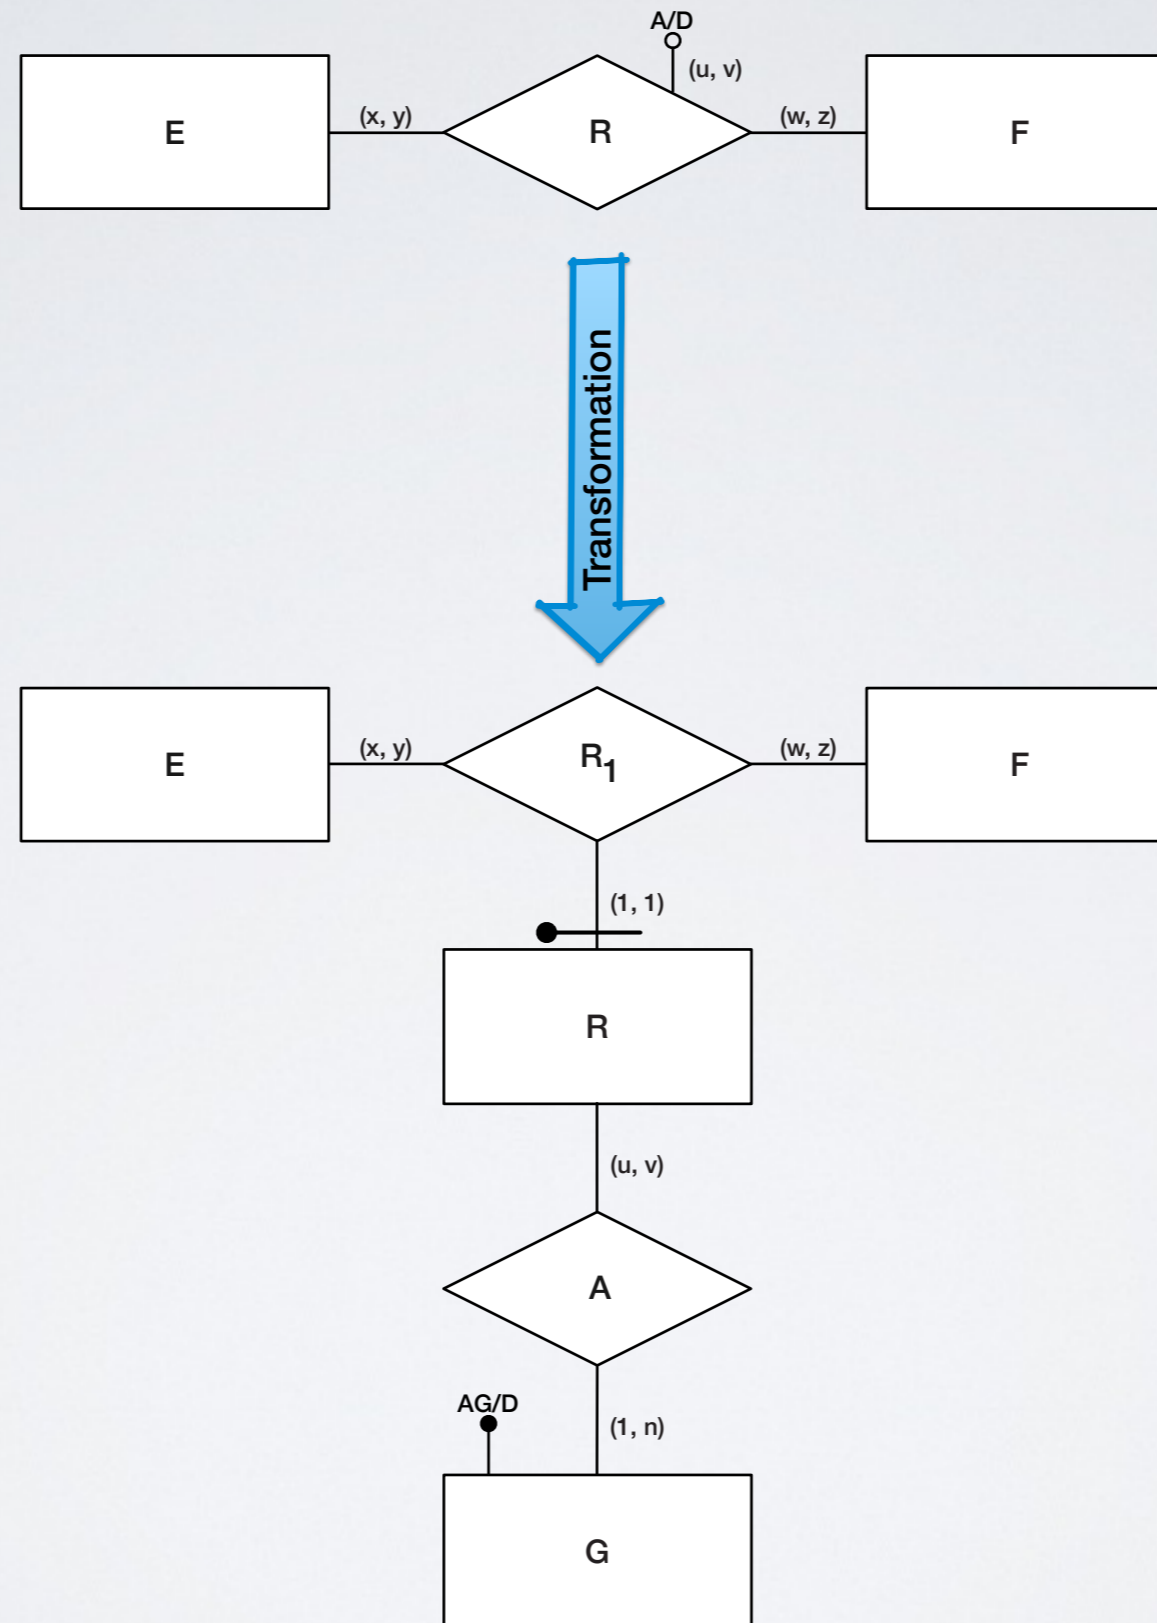 A/D
(u, v)
E
(x, y)
R
(w, z)
F
Transformation
E
(x, y)
R1
(w, z)
F
(1, 1)
R
(u, v)
A
AG/D
(1, n)
G